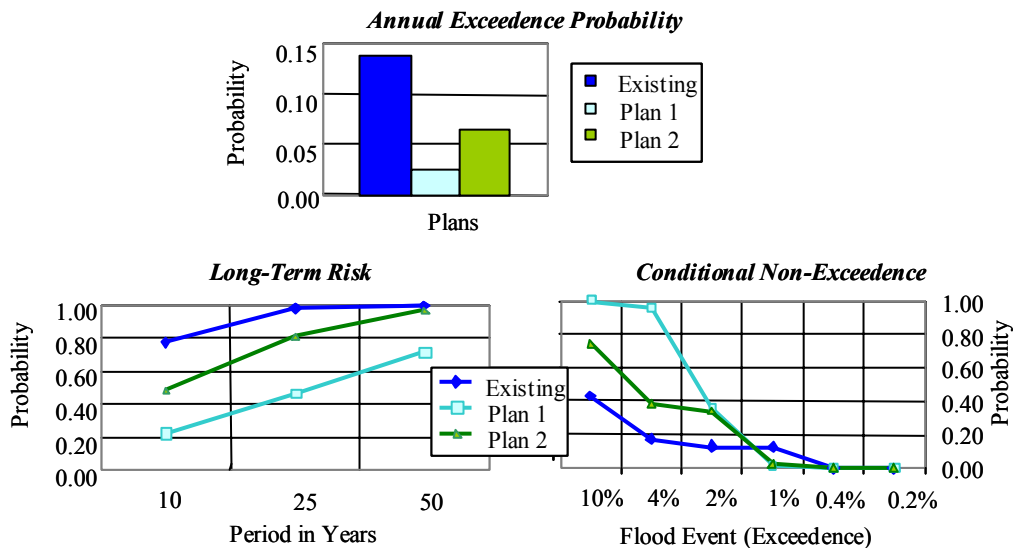 Annual Exceedence Probability
0.15
0.10
0.05
0.00
Probability
Plans
Existing
Plan 1
Plan 2
Long-Term Risk
1.00
0.80
0.60
0.40
0.20
0.00
Probability
10 25 50
Period in Years
Existing
Plan 1
Plan 2
Conditional Non-Exceedence
1.00
0.80
0.60
0.40
0.20
0.00
Probability
10% 4% 2% 1% 0.4% 0.2%
Flood Event (Exceedence)